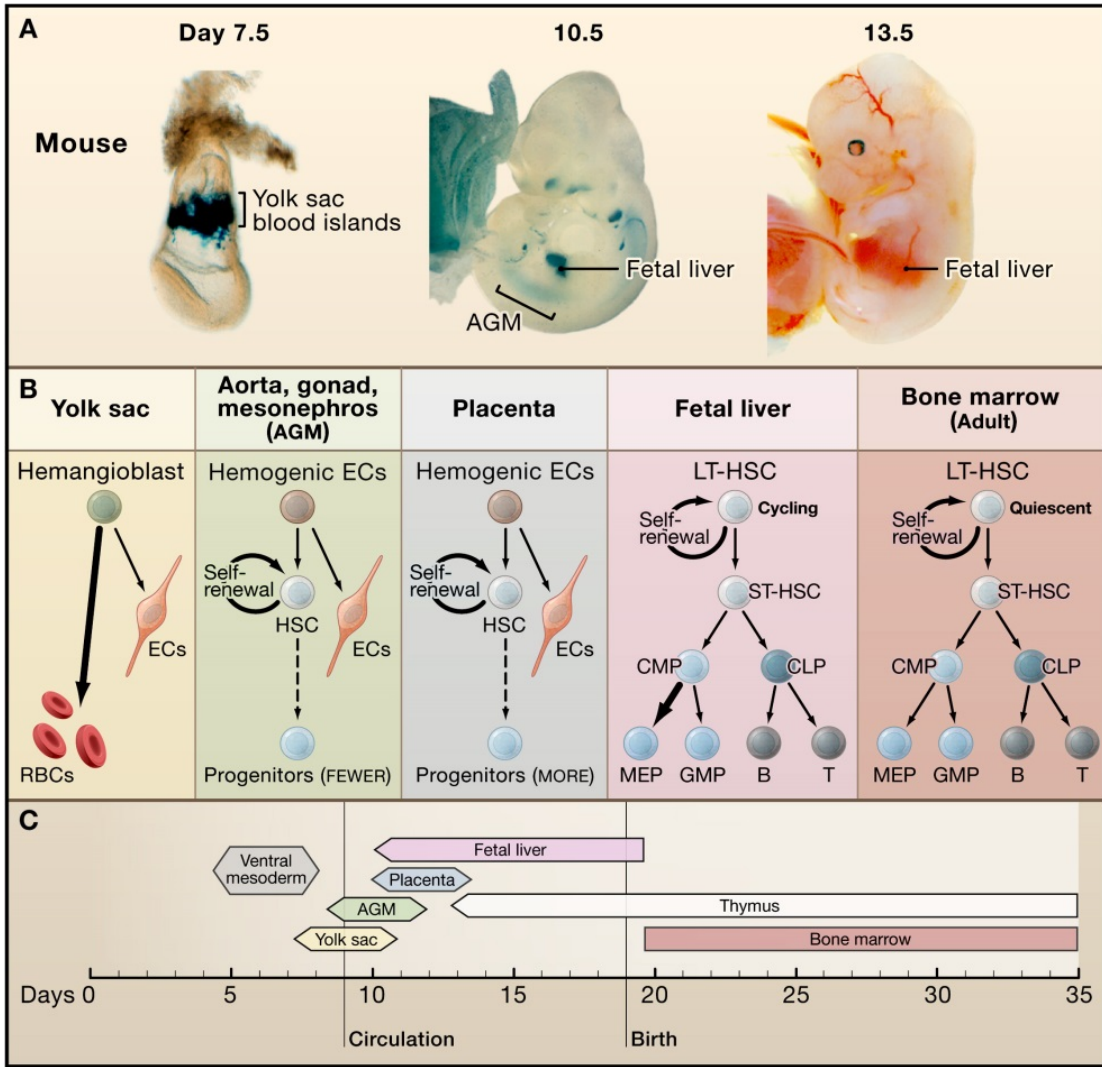 A
Day 7.5
10.5
13.5
Mouse
Yolk sac
blood islands
Fetal liver
AGM
Fetal liver
B
Yolk sac
Aorta, gonad,
mesonephros
(AGM)
Placenta
Fetal liver
Bone marrow
(Adult)
Hemangioblast
ECs
RBCs
Hemogenic ECs
Self-
renewal
HSC
ECs
Progenitors (FEWER)
Hemogenic ECs
Self-
renewal
HSC
ECs
Progenitors (MORE)
LT-HSC
Cycling
Self-
renewal
ST-HSC
CMP
CLP
MEP
GMP
B
T
LT-HSC
Quiescent
Self-
renewal
ST-HSC
CMP
CLP
MEP
GMP
B
T
C
Ventral
mesoderm
Fetal liver
Placenta
AGM
Thymus
Yolk sac
Bone marrow
Days 0 5 10 15 20 25 30 35
Circulation
Birth